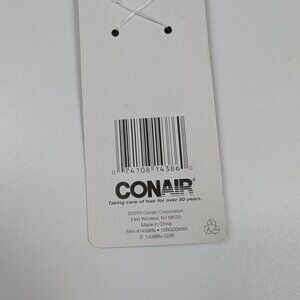 0 74108 14386 0
CONAIR®
Taking care of hair for over 50 years.
©2015 Conair Corporation
East Windsor, NJ 08520
Made in China